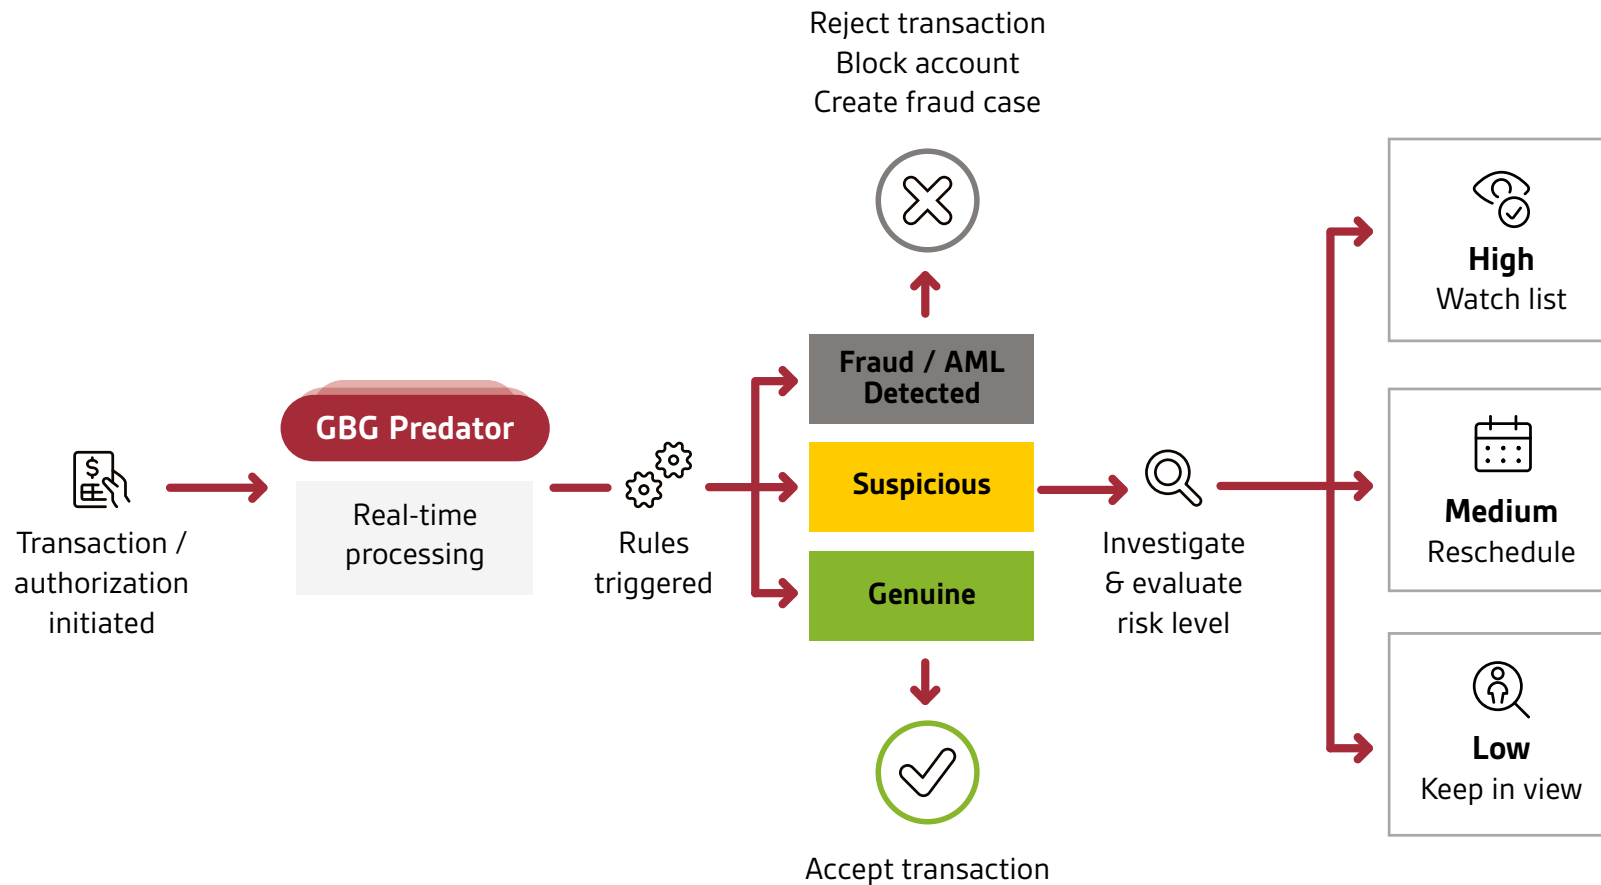 Reject transaction
Block account
Create fraud case
Transaction /
authorization
initiated
GBG Predator
Real-time
processing
Rules
triggered
Fraud / AML
Detected
Suspicious
Genuine
Accept transaction
Investigate
& evaluate
risk level
High
Watch list
Medium
Reschedule
Low
Keep in view